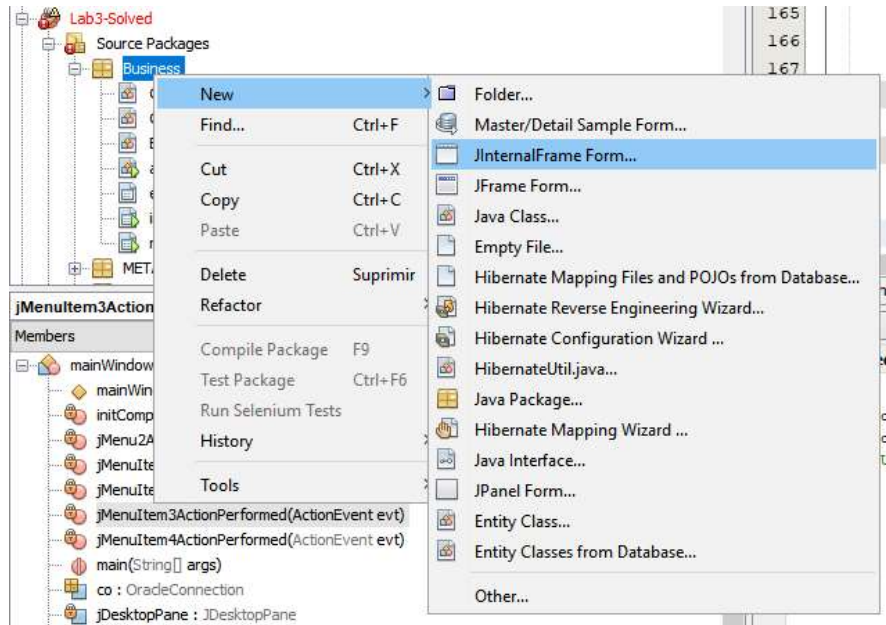 Lab3-Solved
Source Packages
Business
META
165
166
167
New
Find... Ctrl+F
Cut Ctrl+X
Copy Ctrl+C
Paste Ctrl+V
Delete Suprimir
Refactor
Compile Package F9
Test Package Ctrl+F6
Run Selenium Tests
History
Tools
Folder...
Master/Detail Sample Form...
JInternalFrame Form...
JFrame Form...
Java Class...
Empty File...
Hibernate Mapping Files and POJOs from Database...
Hibernate Reverse Engineering Wizard...
Hibernate Configuration Wizard ...
HibernateUtil.java...
Java Package...
Hibernate Mapping Wizard ...
Java Interface...
JPanel Form...
Entity Class...
Entity Classes from Database...
Other...
jMenuItem3Action
Members
mainWindow
mainWin
initComp
jMenu2A
jMenuIte
jMenuIte
jMenuItem3ActionPerformed(ActionEvent evt)
jMenuItem4ActionPerformed(ActionEvent evt)
main(String[] args)
co : OracleConnection
jDesktopPane : JDesktopPane